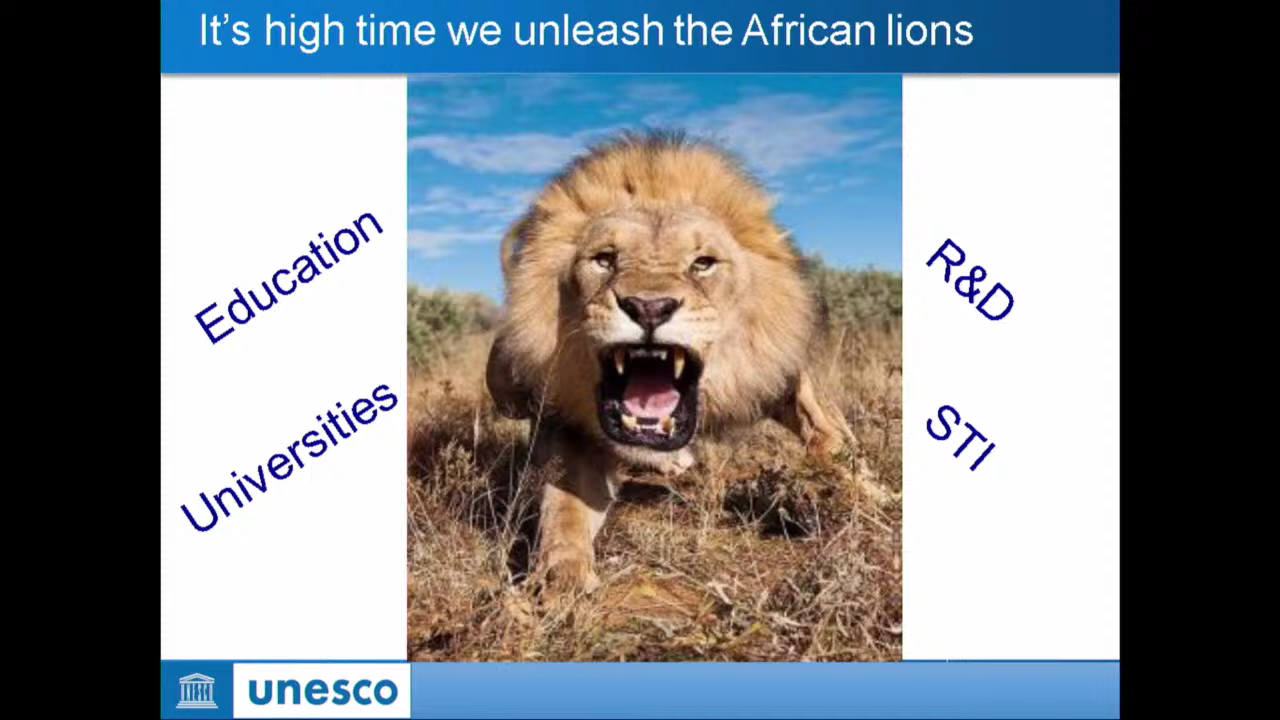 It's high time we unleash the African lions
Education
Universities
R&D
STI
unesco